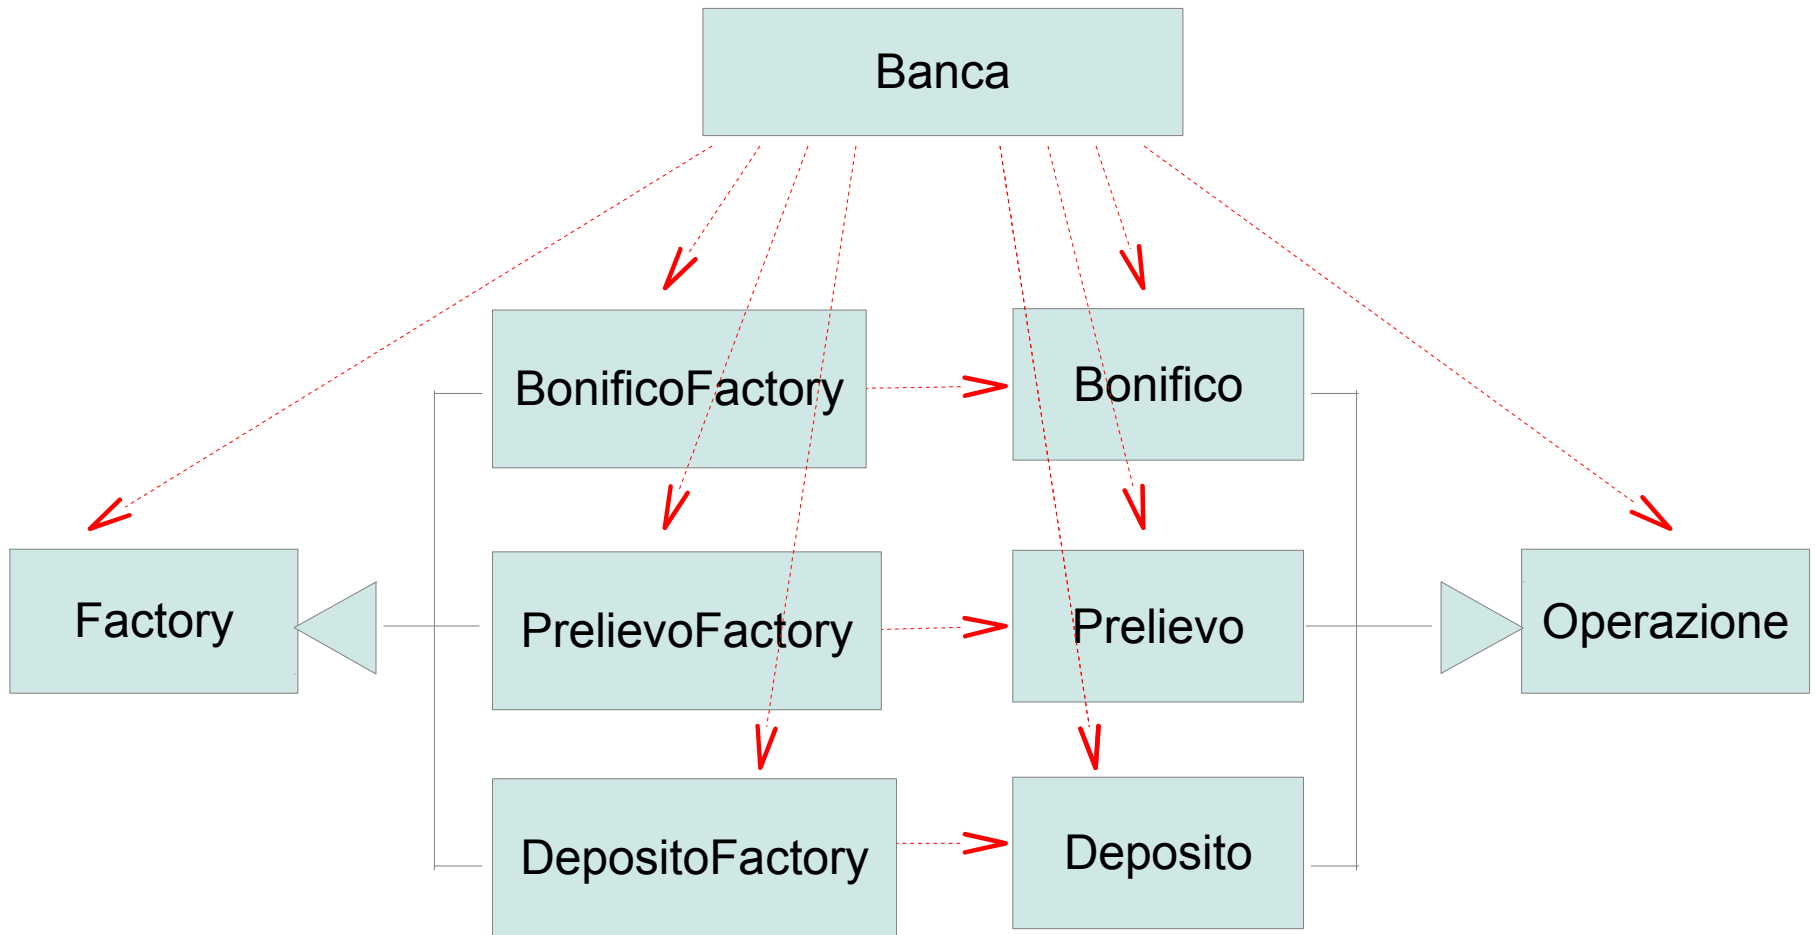 Banca
BonificoFactory
Bonifico
Factory
PrelievoFactory
Prelievo
Operazione
DepositoFactory
Deposito